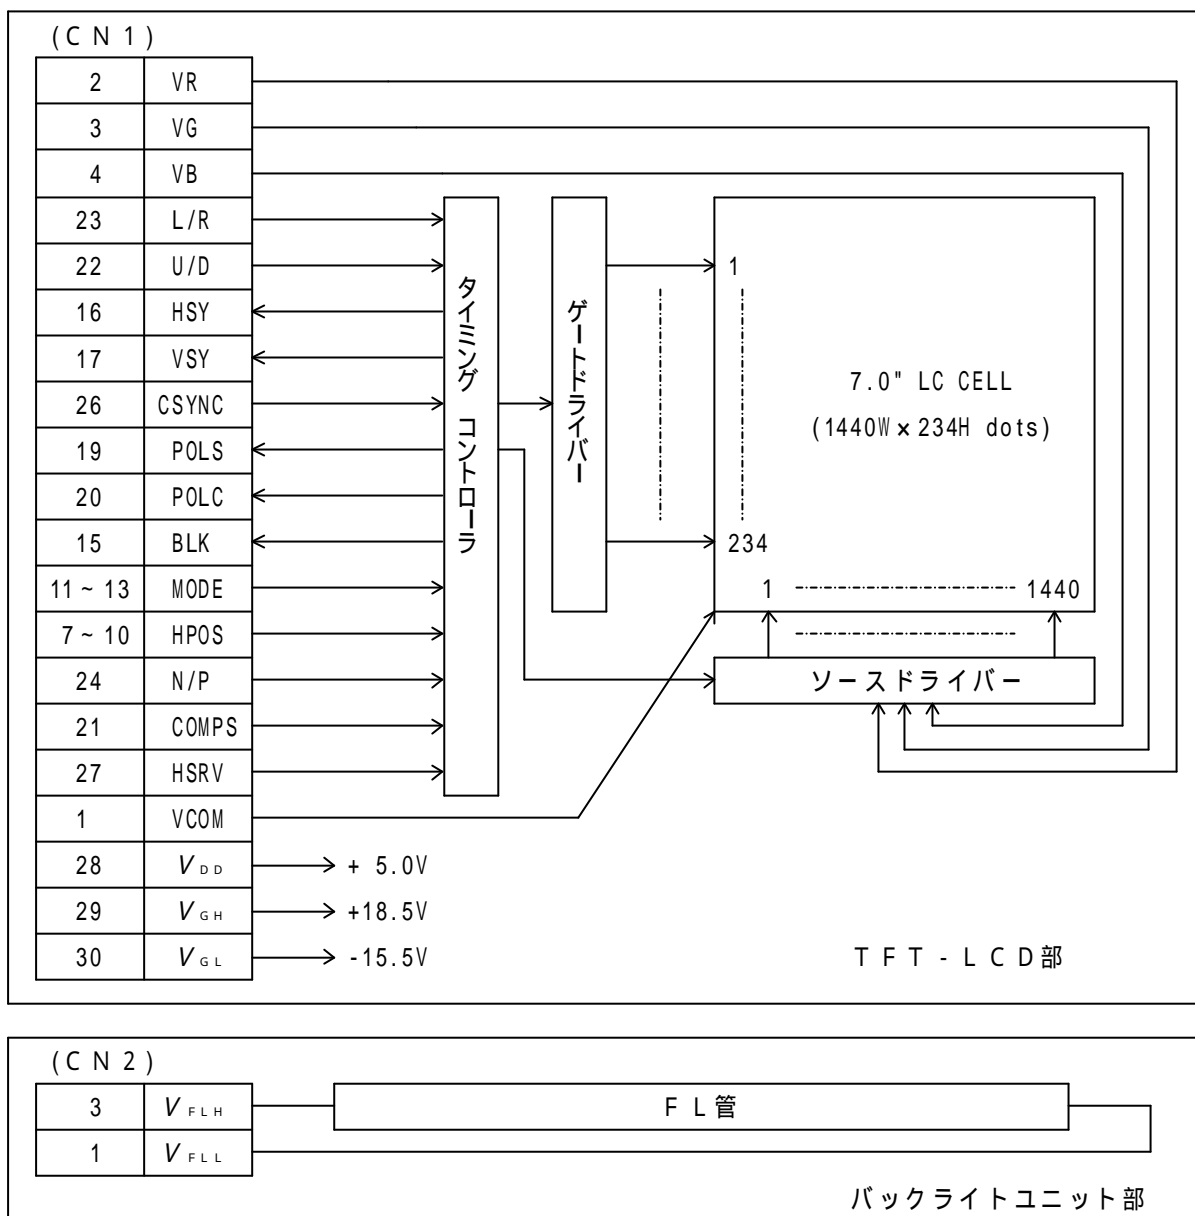 (CN1)
2 VR
3 VG
4 VB
23 L/R
22 U/D
16 HSY
17 VSY
26 CSYNC
19 POLS
20 POLC
15 BLK
11～13 MODE
7～10 HPOS
24 N/P
21 COMPS
27 HSRV
1 VCOM
28 VDD + 5.0V
29 VGH +18.5V
30 VGL -15.5V
タイミング コントローラ
ゲートドライバー
1
7.0" LC CELL
(1440W×234H dots)
234
1 1440
ソースドライバー
TFT-LCD部
(CN2)
3 VFLH
1 VFLL
FL管
バックライトユニット部